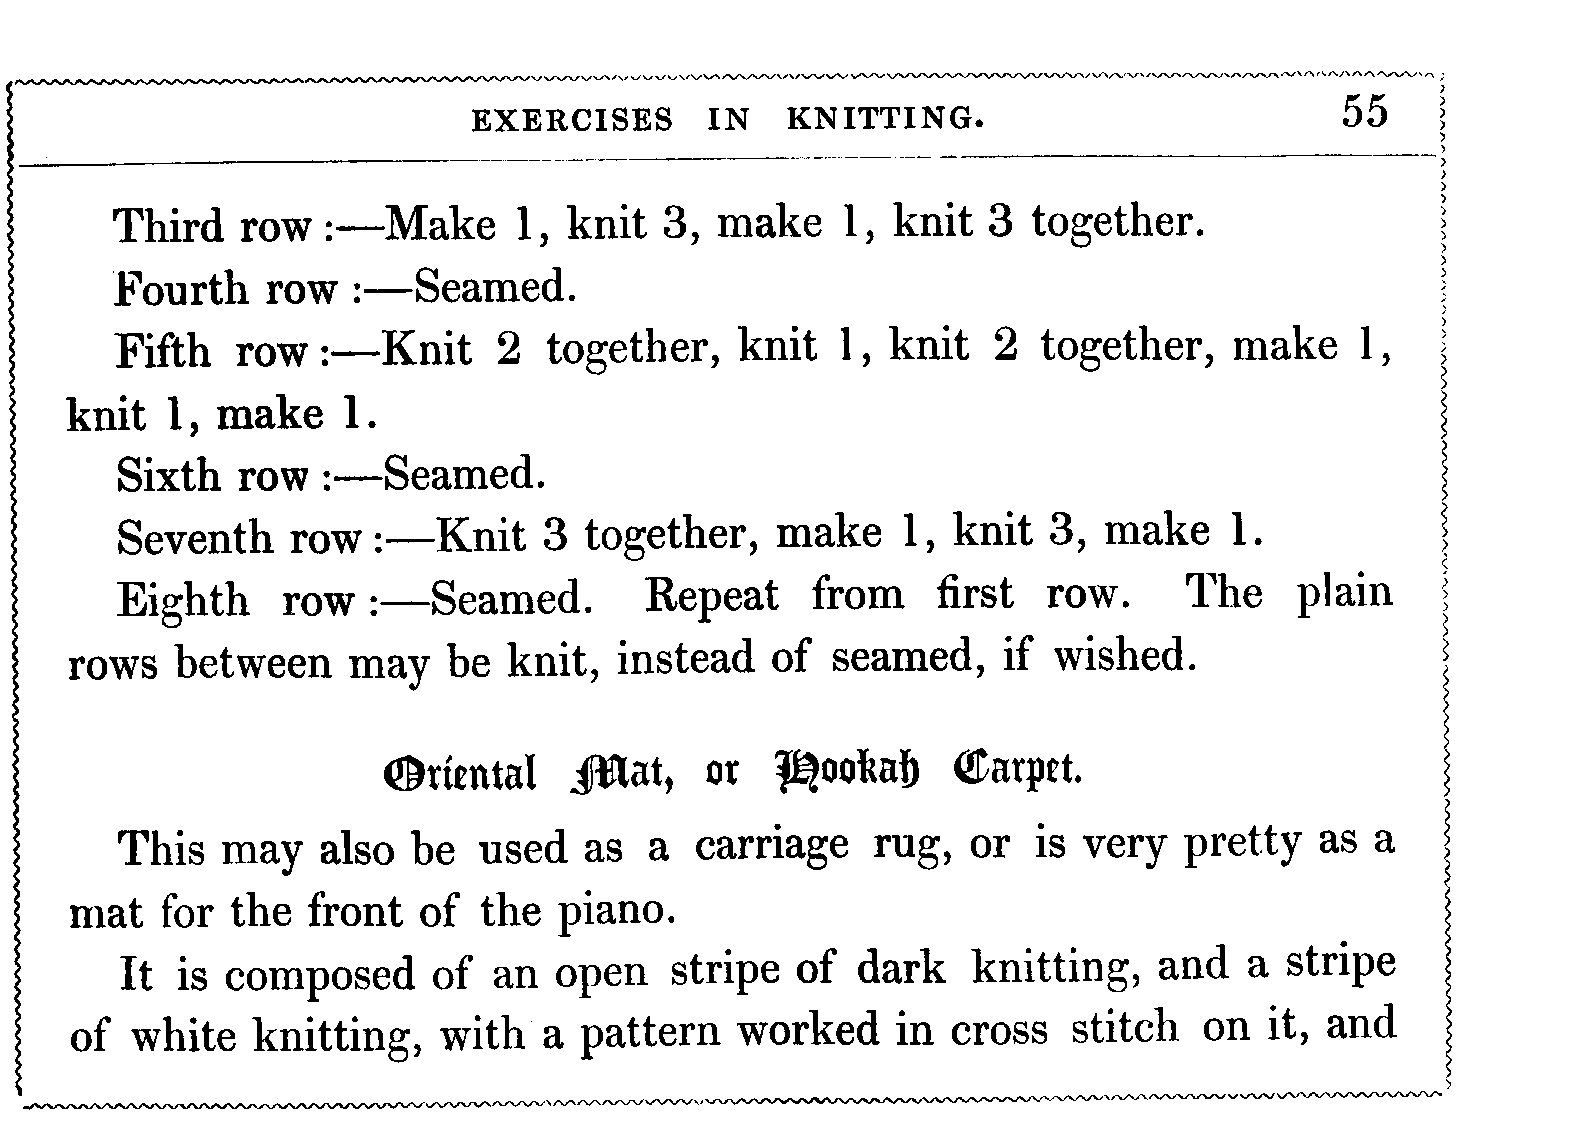 EXERCISES IN KNITTING. 55
Third row :—Make 1, knit 3, make 1, knit 3 together.
Fourth row :—Seamed.
Fifth row :—Knit 2 together, knit 1, knit 2 together, make 1,
knit 1, make 1.
Sixth row :—Seamed.
Seventh row :—Knit 3 together, make 1, knit 3, make 1.
Eighth row :—Seamed. Repeat from first row. The plain
rows between may be knit, instead of seamed, if wished.
Oriental Mat, or Hookah Carpet.
This may also be used as a carriage rug, or is very pretty as a
mat for the front of the piano.
It is composed of an open stripe of dark knitting, and a stripe
of white knitting, with a pattern worked in cross stitch on it, and